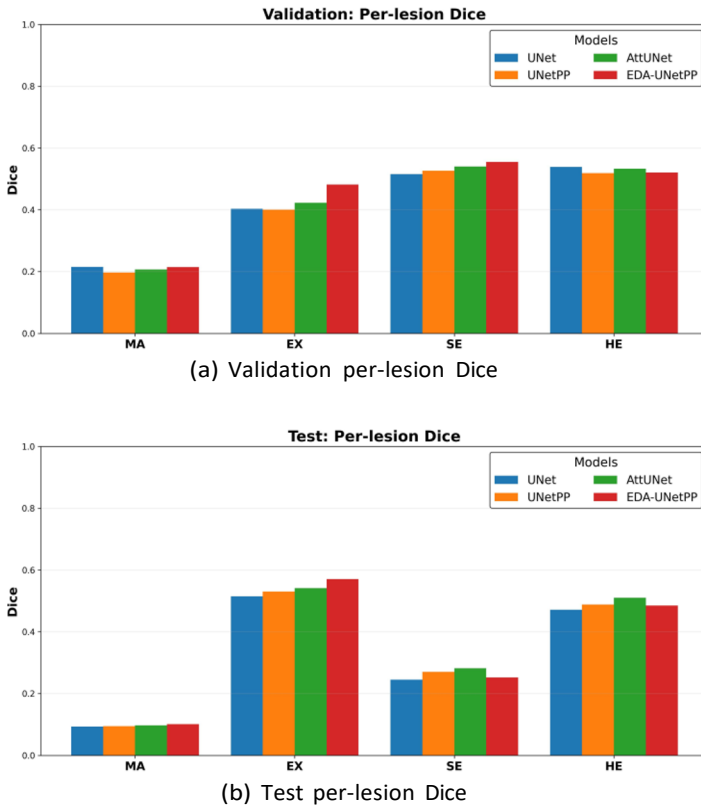 Validation: Per-lesion Dice
1.0
Models
UNet
AttUNet
UNetPP
EDA-UNetPP
0.8
0.6
Dice
0.4
0.2
0.0
MA
EX
SE
HE
(a) Validation per-lesion Dice
Test: Per-lesion Dice
1.0
Models
UNet
AttUNet
UNetPP
EDA-UNetPP
0.8
0.6
Dice
0.4
0.2
0.0
MA
EX
SE
HE
(b) Test per-lesion Dice